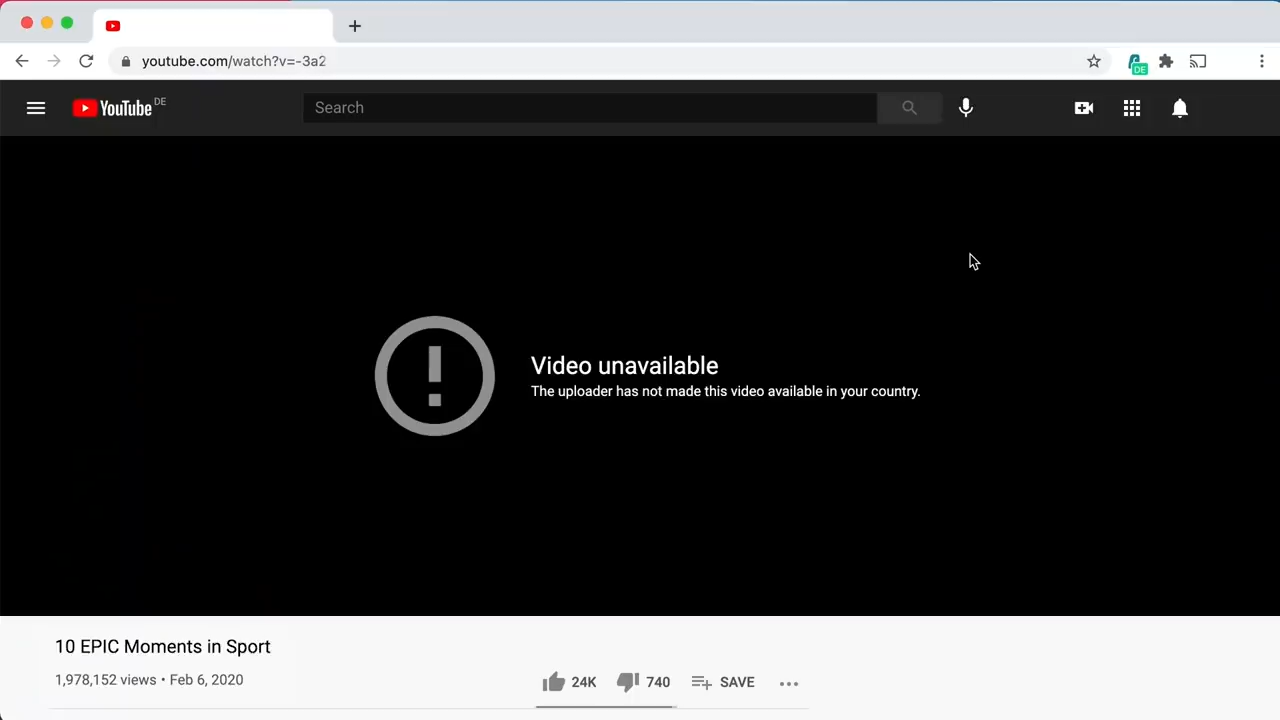 youtube.com/watch?v=-3a2
DE
YouTube DE
Search
Video unavailable
The uploader has not made this video available in your country.
10 EPIC Moments in Sport
1,978,152 views • Feb 6, 2020
24K 740 SAVE